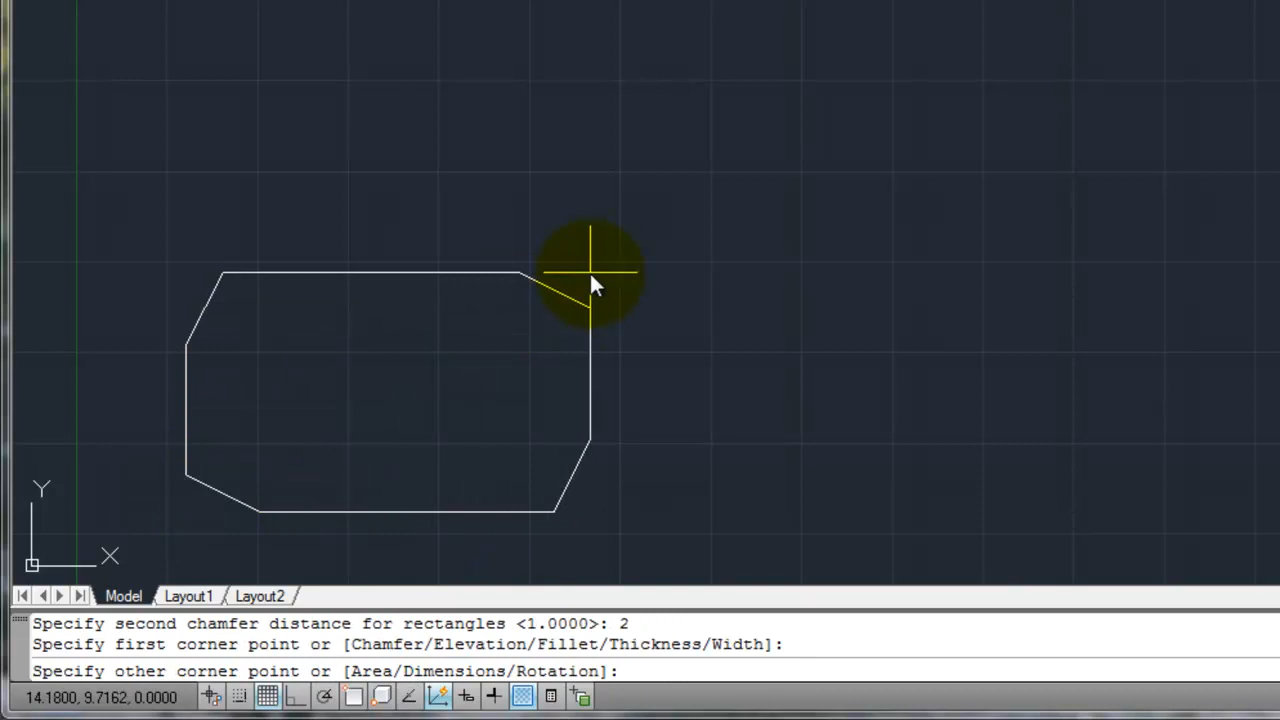 Y
X
Model Layout1 Layout2
Specify second chamfer distance for rectangles <1.0000>: 2
Specify first corner point or [Chamfer/Elevation/Fillet/Thickness/Width]:
Specify other corner point or [Area/Dimensions/Rotation]:
14.1800, 9.7162, 0.0000